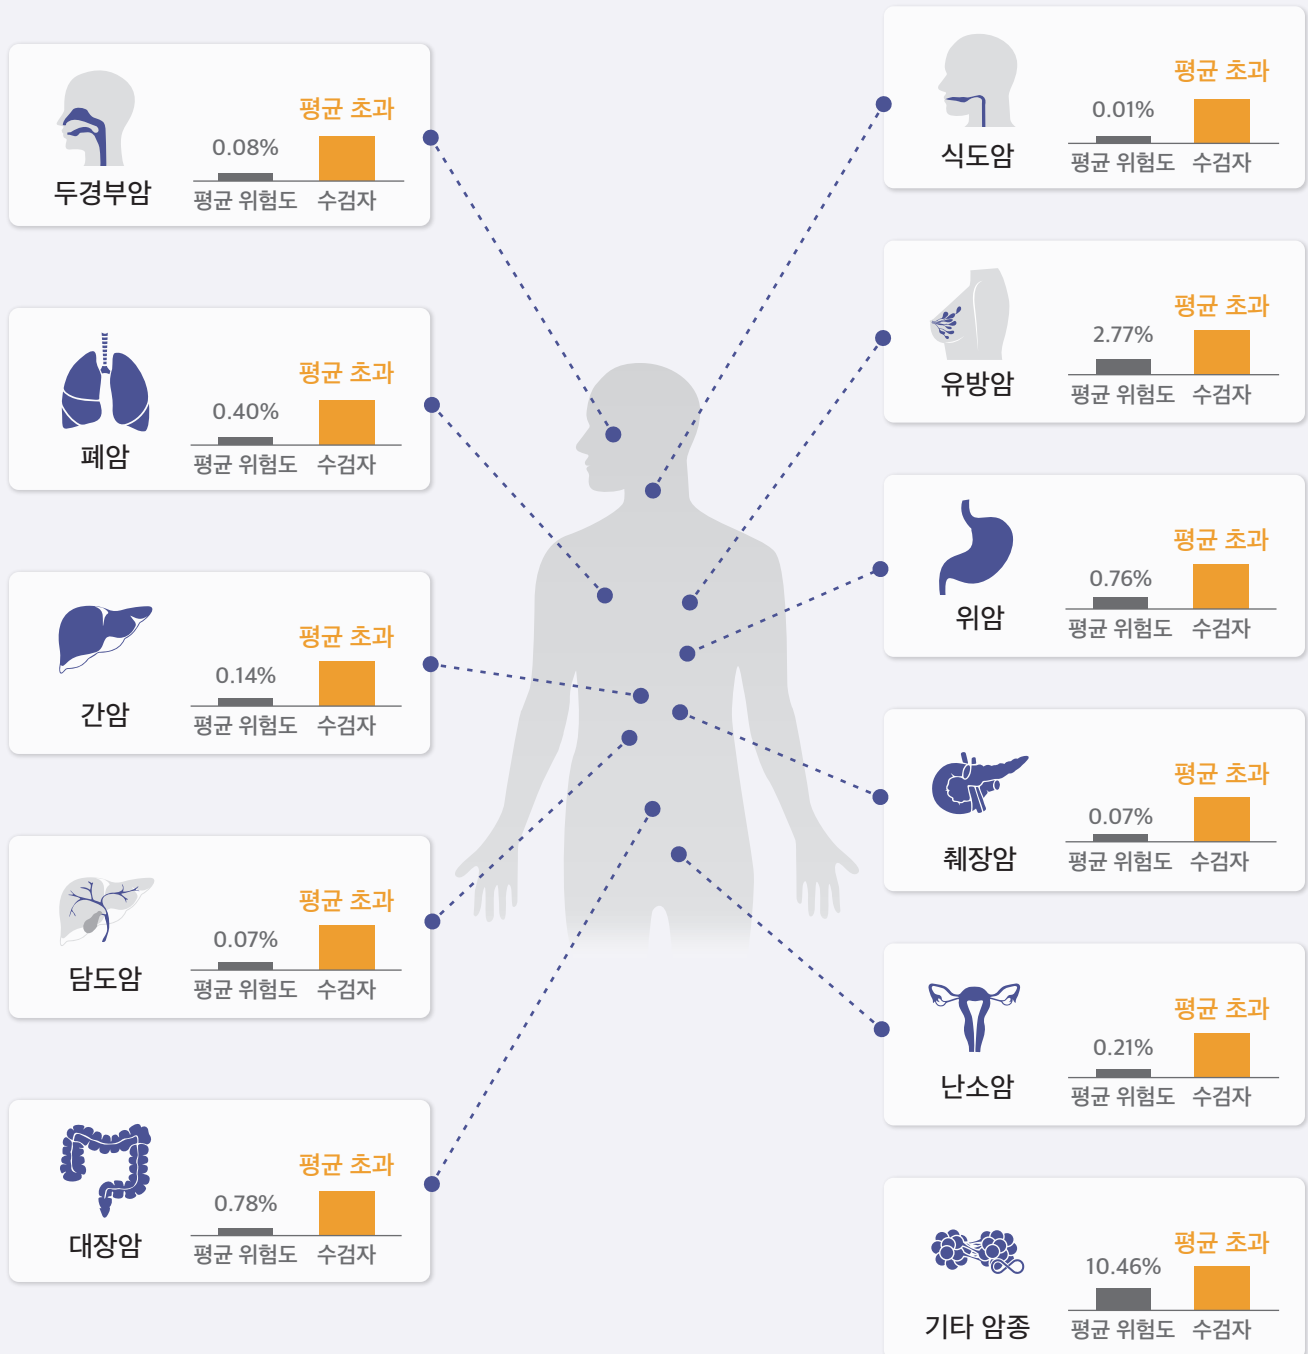 평균 초과
0.08%
두경부암
평균 위험도 수검자
평균 초과
0.40%
폐암
평균 위험도 수검자
평균 초과
0.14%
간암
평균 위험도 수검자
평균 초과
0.07%
담도암
평균 위험도 수검자
평균 초과
0.78%
대장암
평균 위험도 수검자
평균 초과
0.01%
식도암
평균 위험도 수검자
평균 초과
2.77%
유방암
평균 위험도 수검자
평균 초과
0.76%
위암
평균 위험도 수검자
평균 초과
0.07%
췌장암
평균 위험도 수검자
평균 초과
0.21%
난소암
평균 위험도 수검자
평균 초과
10.46%
기타 암종
평균 위험도 수검자